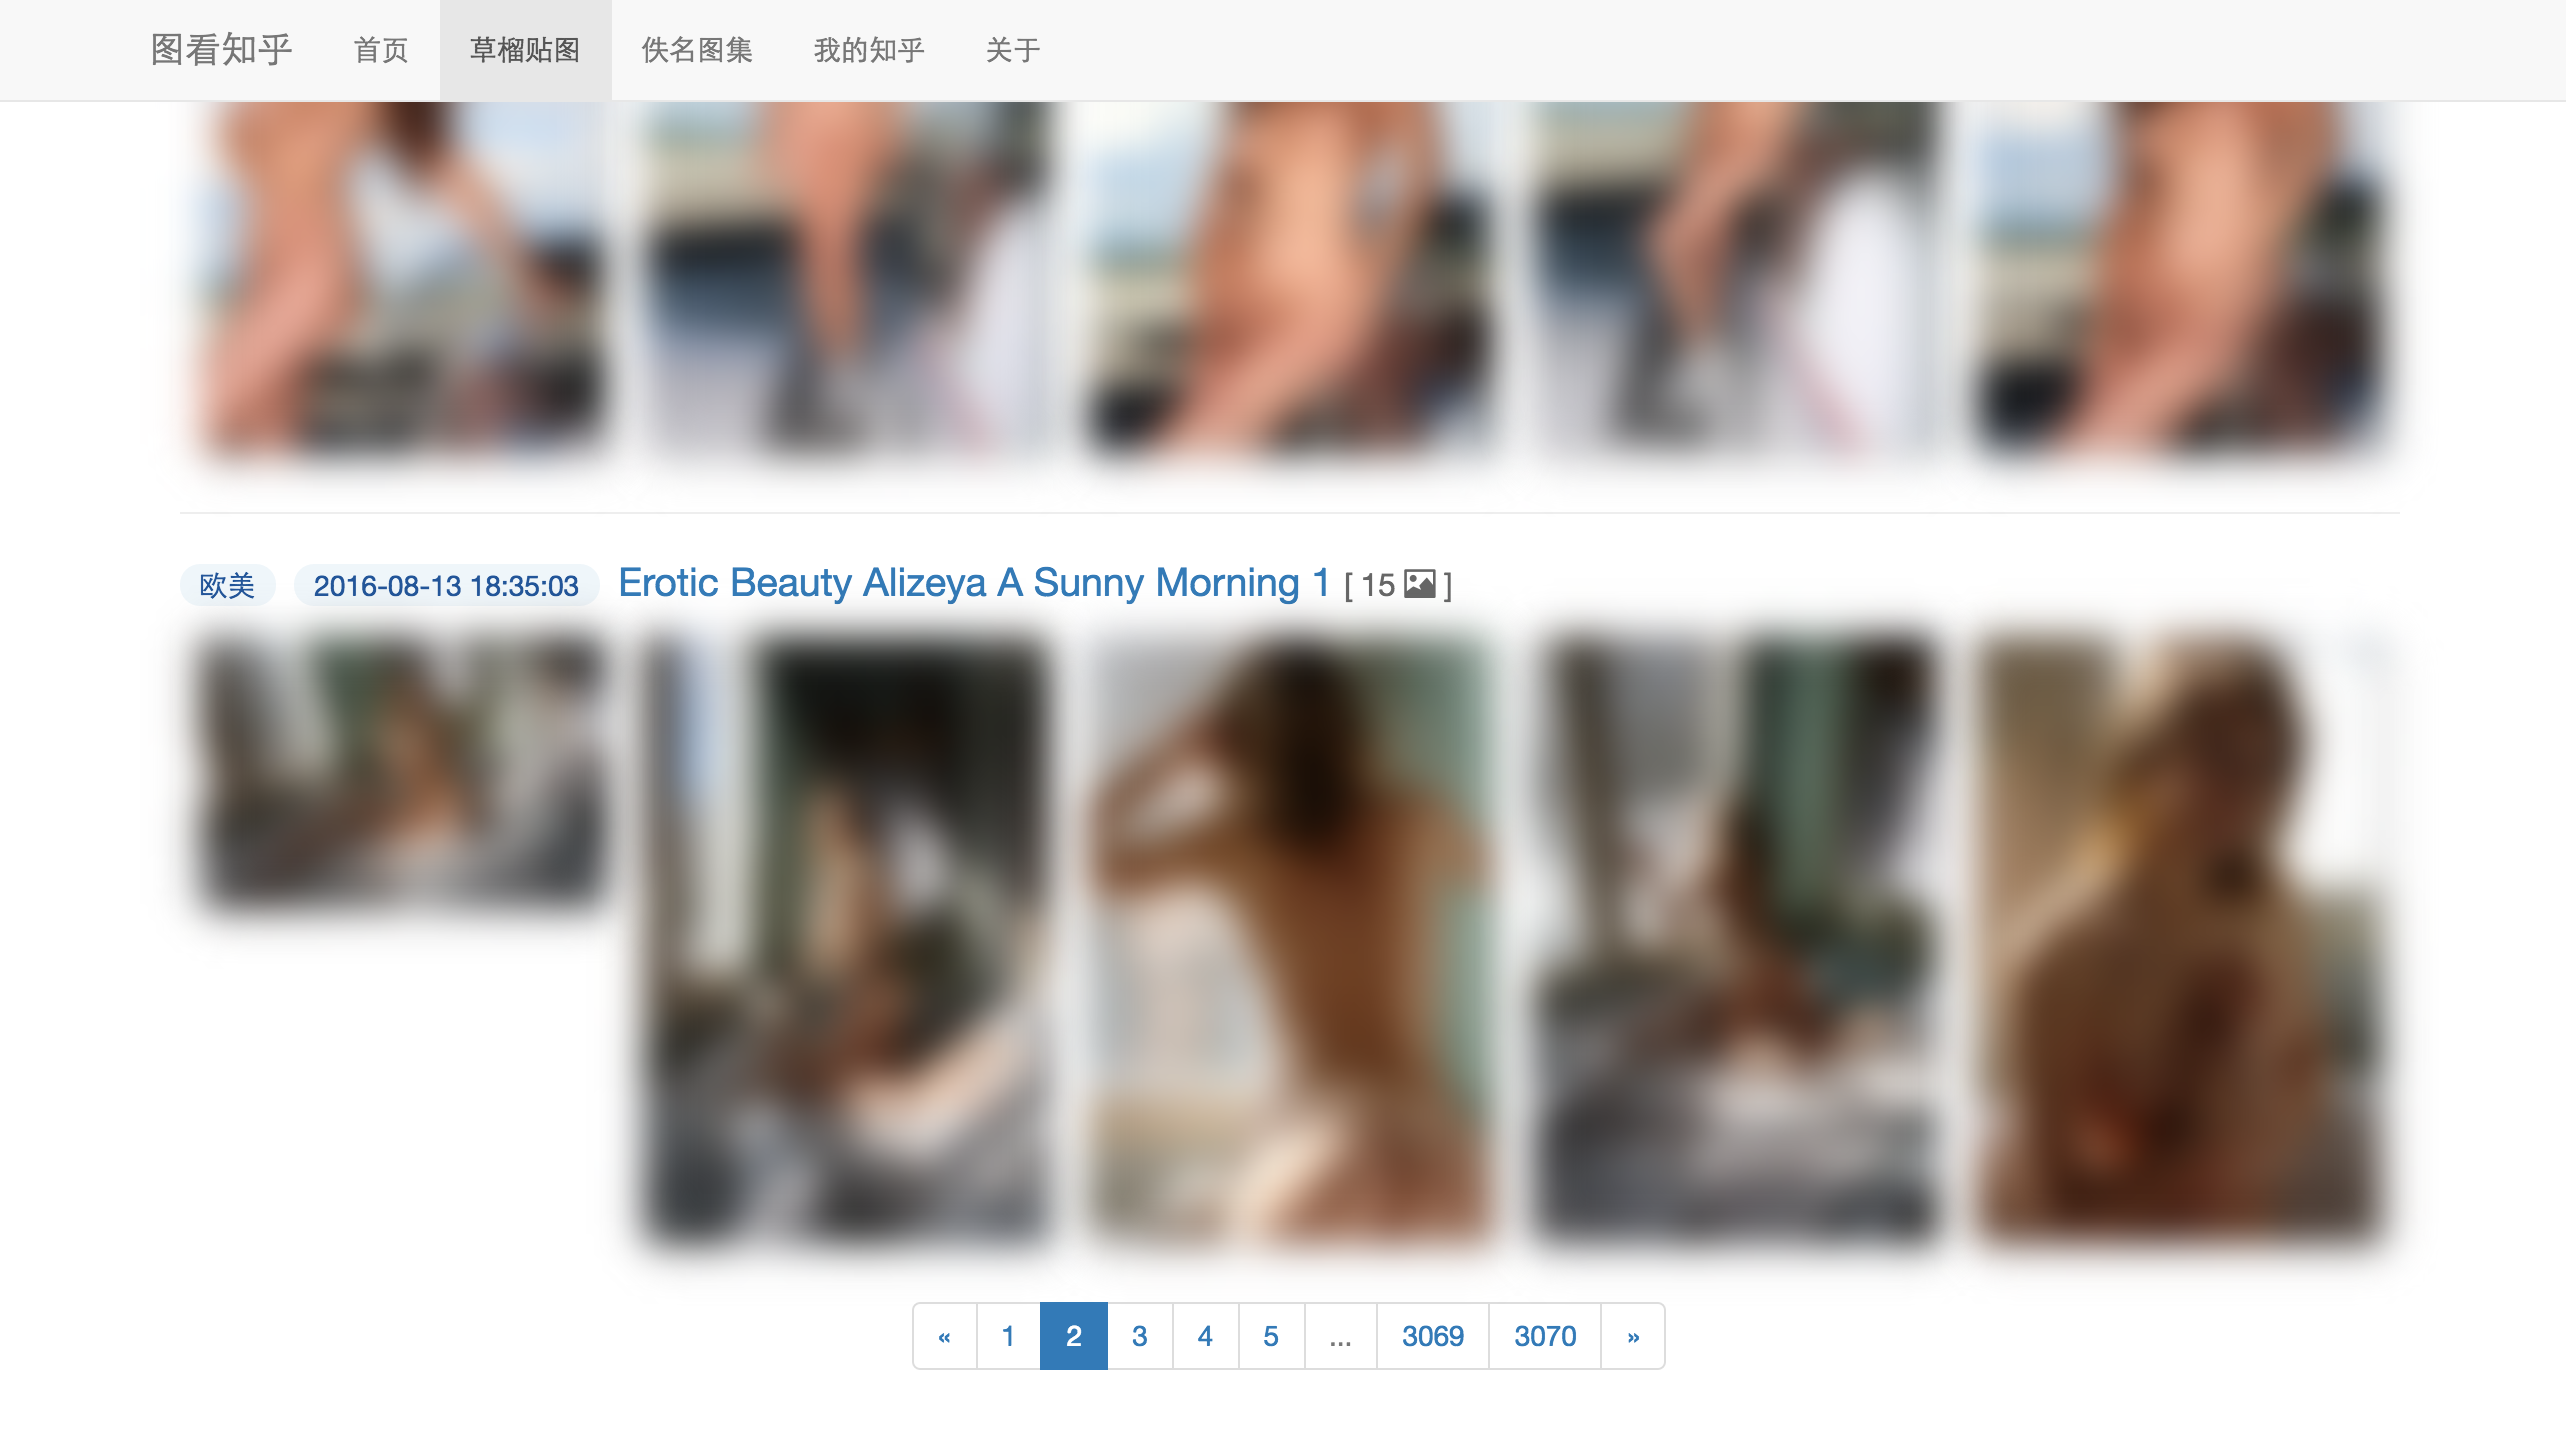 图看知乎 首页 草榴贴图 佚名图集 我的知乎 关于
欧美 2016-08-13 18:35:03 Erotic Beauty Alizeya A Sunny Morning 1 [ 15 ]
« 1 2 3 4 5 ... 3069 3070 »